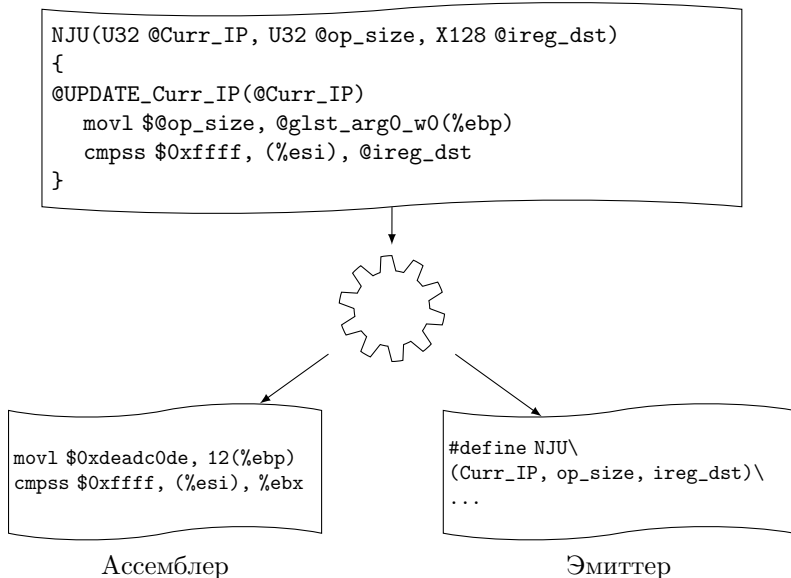 NJU(U32 @Curr_IP, U32 @op_size, X128 @ireg_dst)
{
@UPDATE_Curr_IP(@Curr_IP)
movl $@op_size, @glst_arg0_w0(%ebp)
cmpss $0xffff, (%esi), @ireg_dst
}
movl $0xdeadc0de, 12(%ebp)
cmpss $0xffff, (%esi), %ebx
Ассемблер
#define NJU\
(Curr_IP, op_size, ireg_dst)\
...
Эмиттер